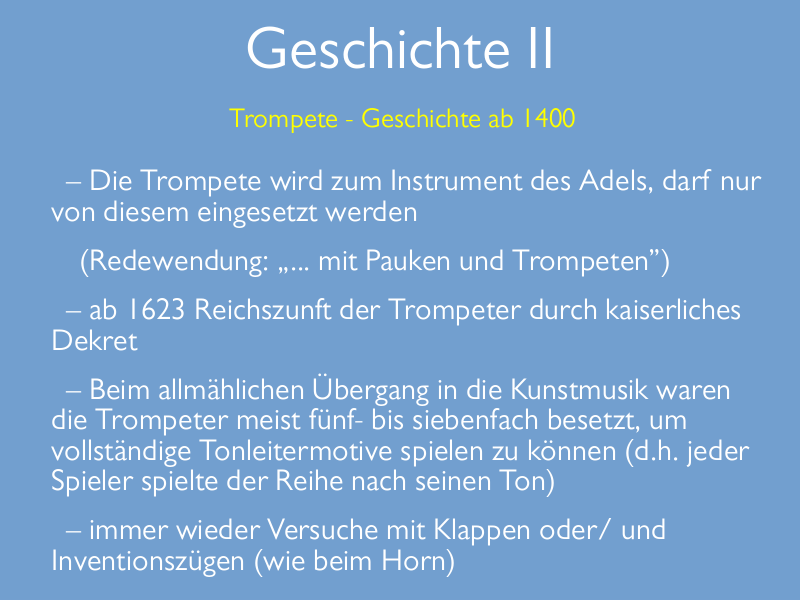 Geschichte II
Trompete - Geschichte ab 1400
– Die Trompete wird zum Instrument des Adels, darf nur
von diesem eingesetzt werden
(Redewendung: „... mit Pauken und Trompeten”)
– ab 1623 Reichszunft der Trompeter durch kaiserliches
Dekret
– Beim allmählichen Übergang in die Kunstmusik waren
die Trompeter meist fünf- bis siebenfach besetzt, um
vollständige Tonleitermotive spielen zu können (d.h. jeder
Spieler spielte der Reihe nach seinen Ton)
– immer wieder Versuche mit Klappen oder/ und
Inventionszügen (wie beim Horn)